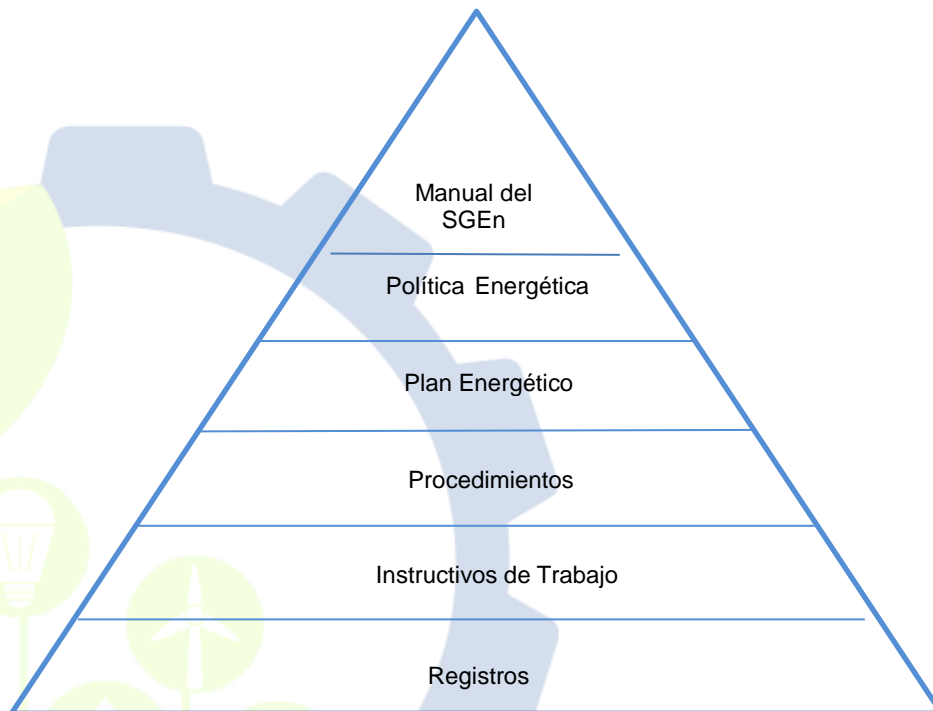 Manual del
SGEn
Política Energética
Plan Energético
Procedimientos
Instructivos de Trabajo
Registros